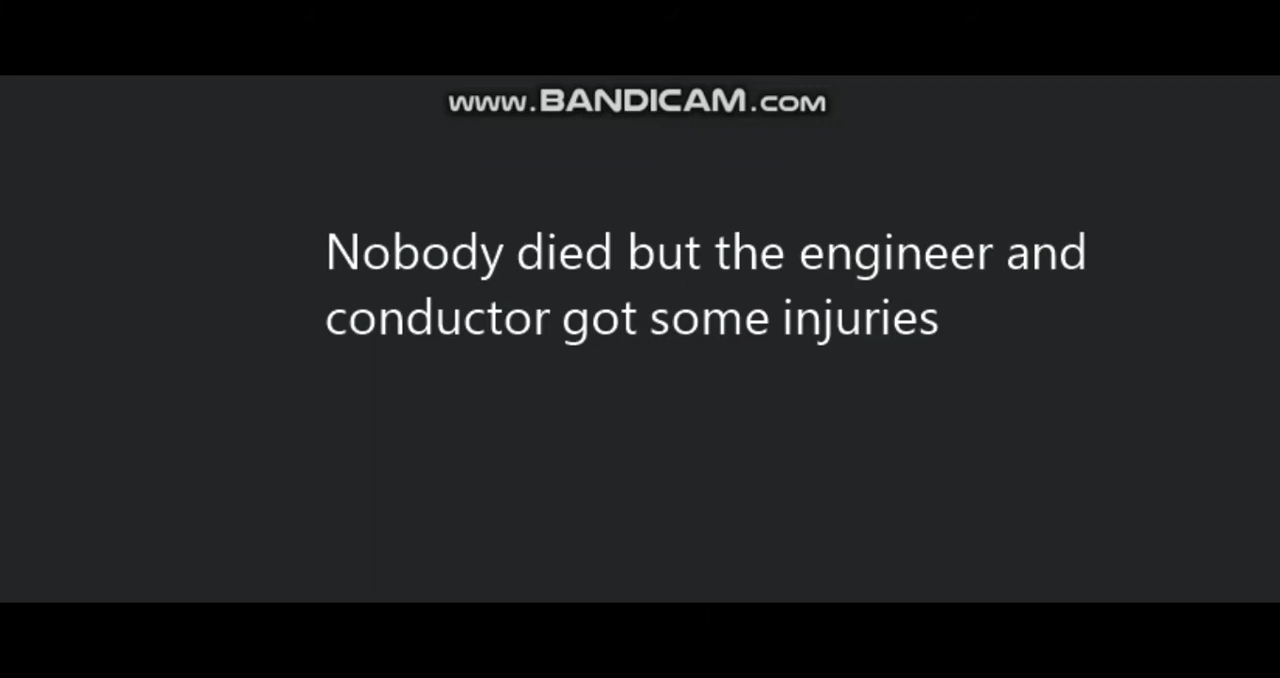 www.BANDICAM.COM
Nobody died but the engineer and
conductor got some injuries